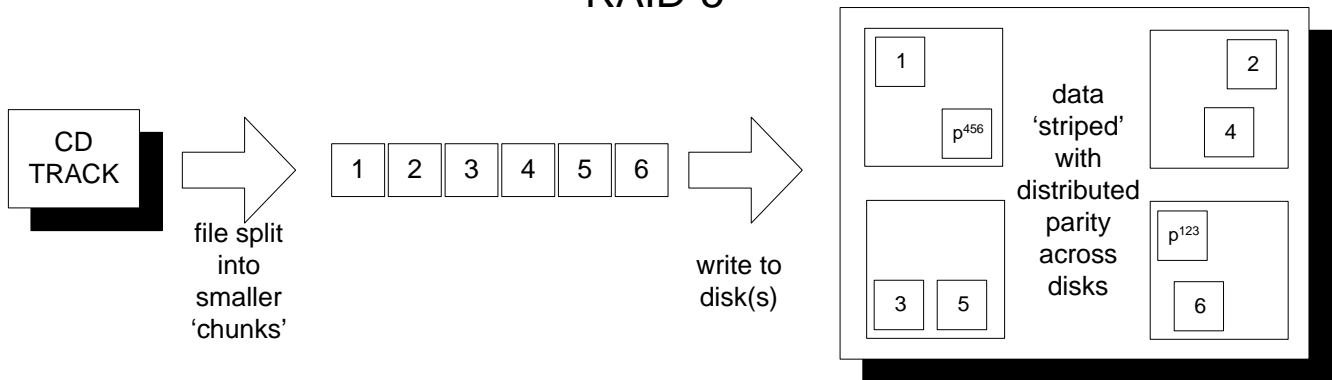 RAID
CD
TRACK
file split
into
smaller
‘chunks’
1 2 3 4 5 6
write to
disk(s)
1
p⁴⁵⁶
2
4
3 5
p¹²³
6
data
‘striped’
with
distributed
parity
across
disks